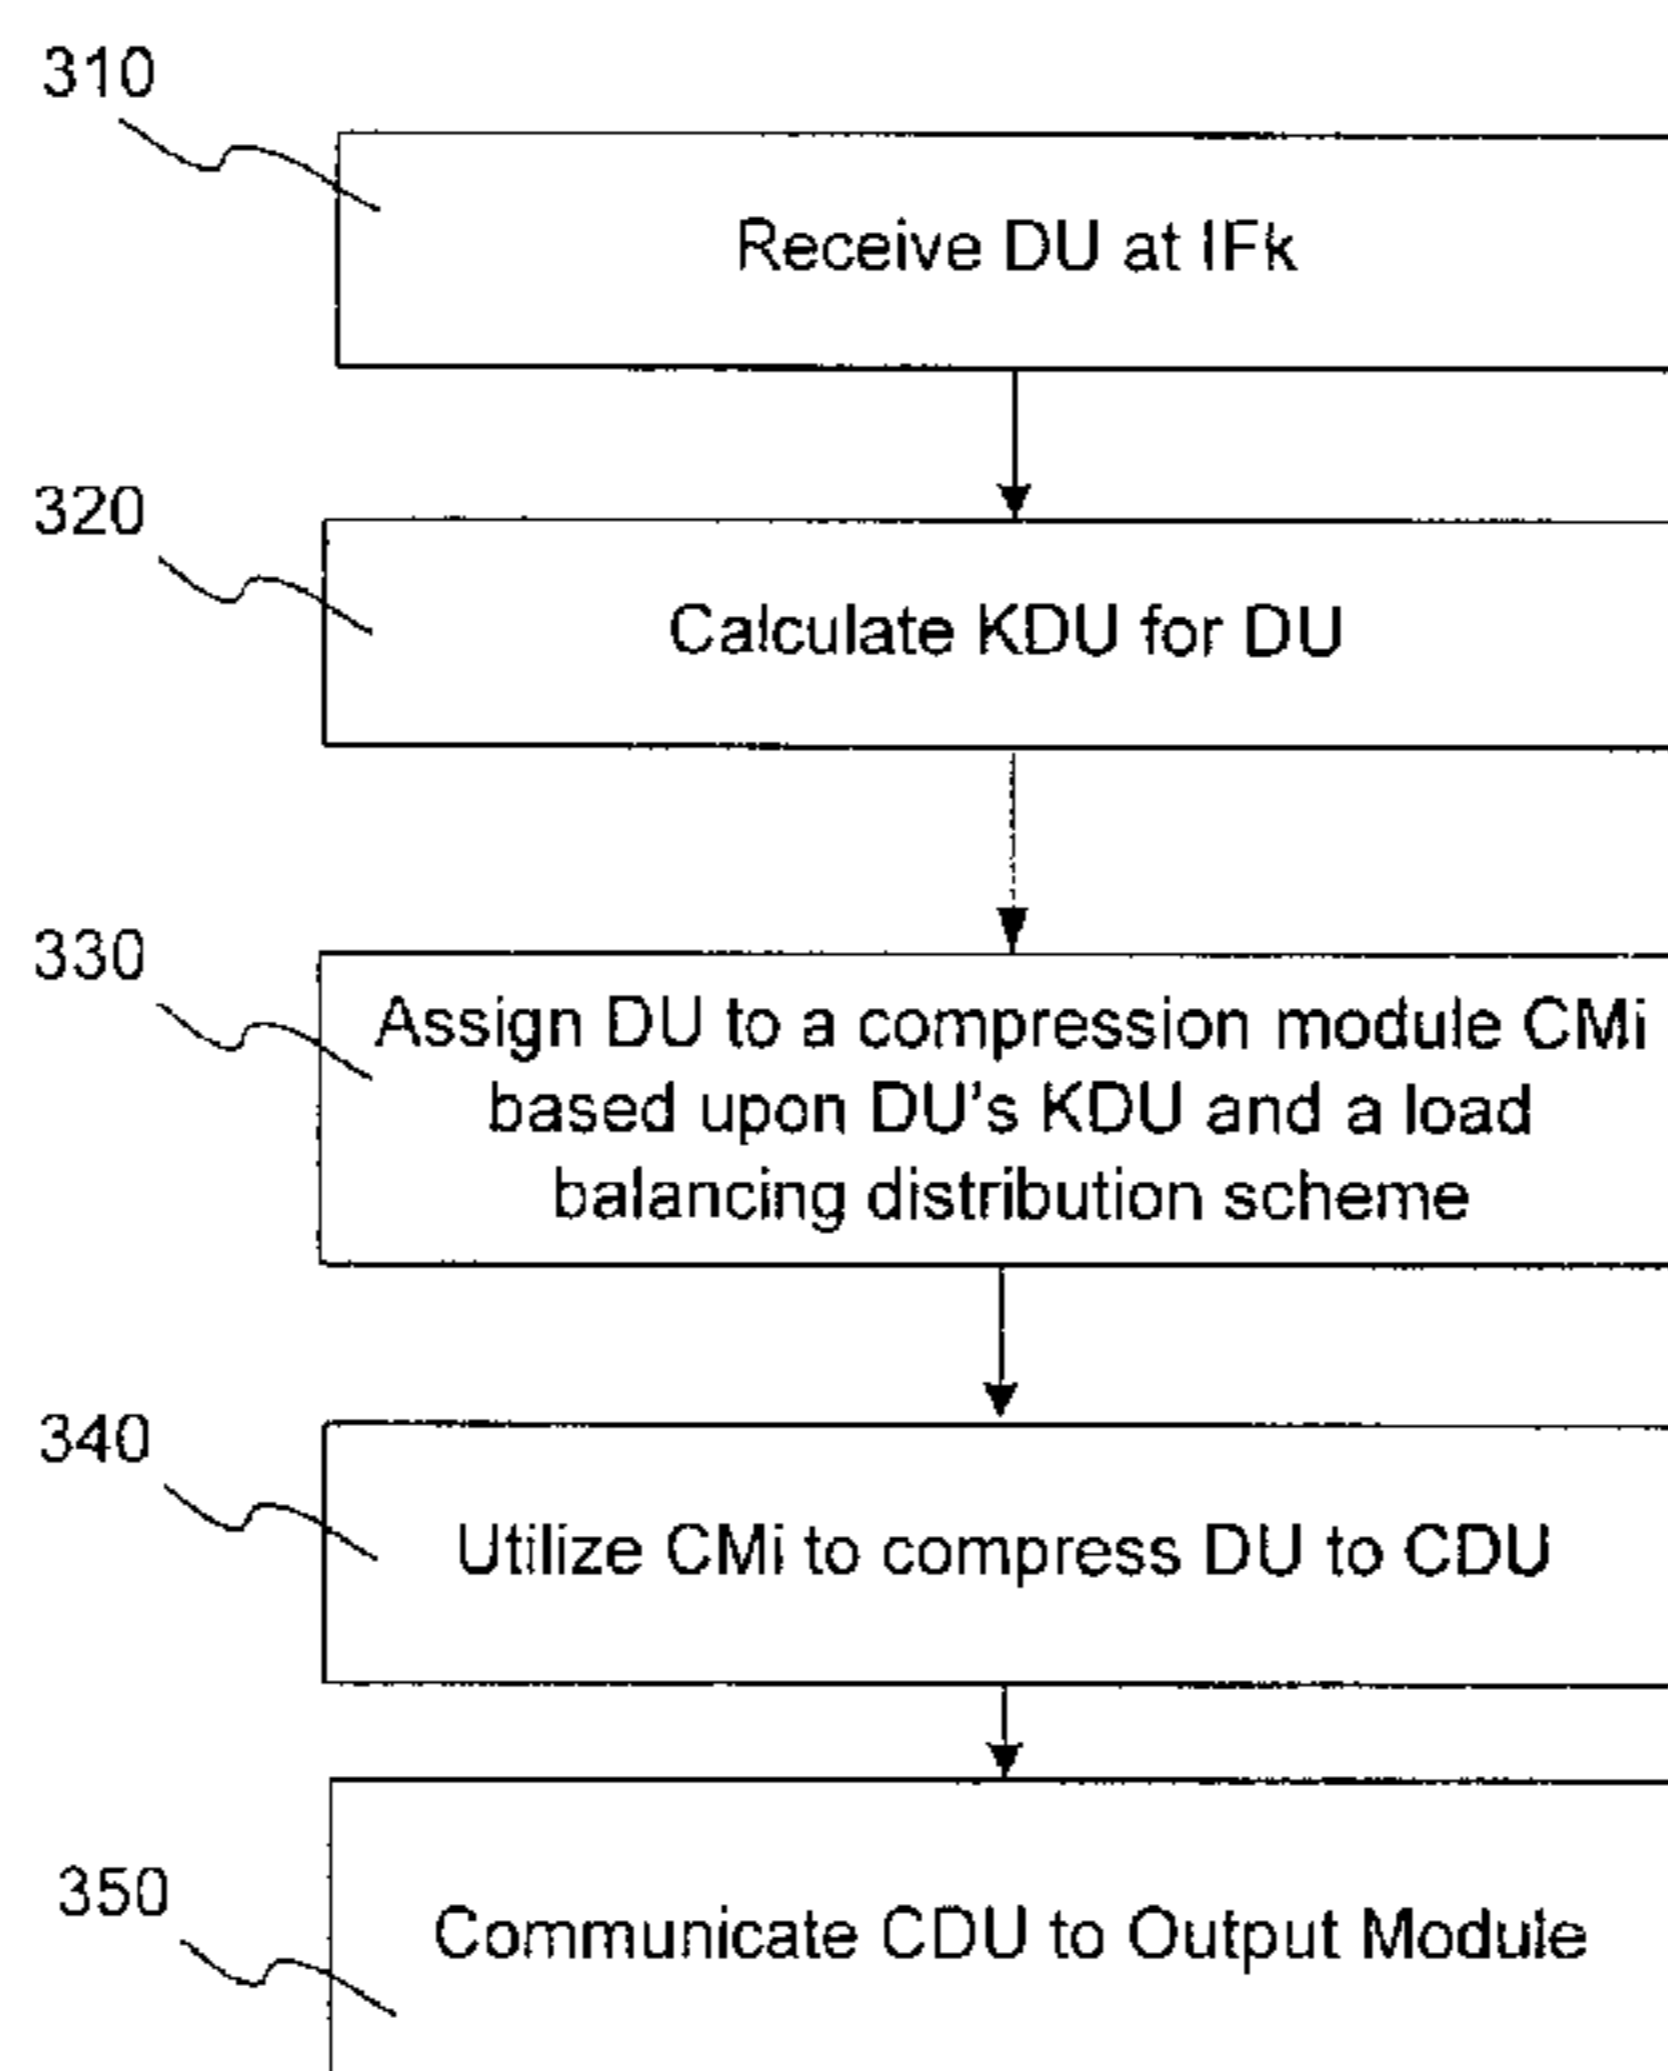 310
Receive DU at IFk
320
Calculate KDU for DU
330
Assign DU to a compression module CMi
based upon DU's KDU and a load
balancing distribution scheme
340
Utilize CMi to compress DU to CDU
350
Communicate CDU to Output Module